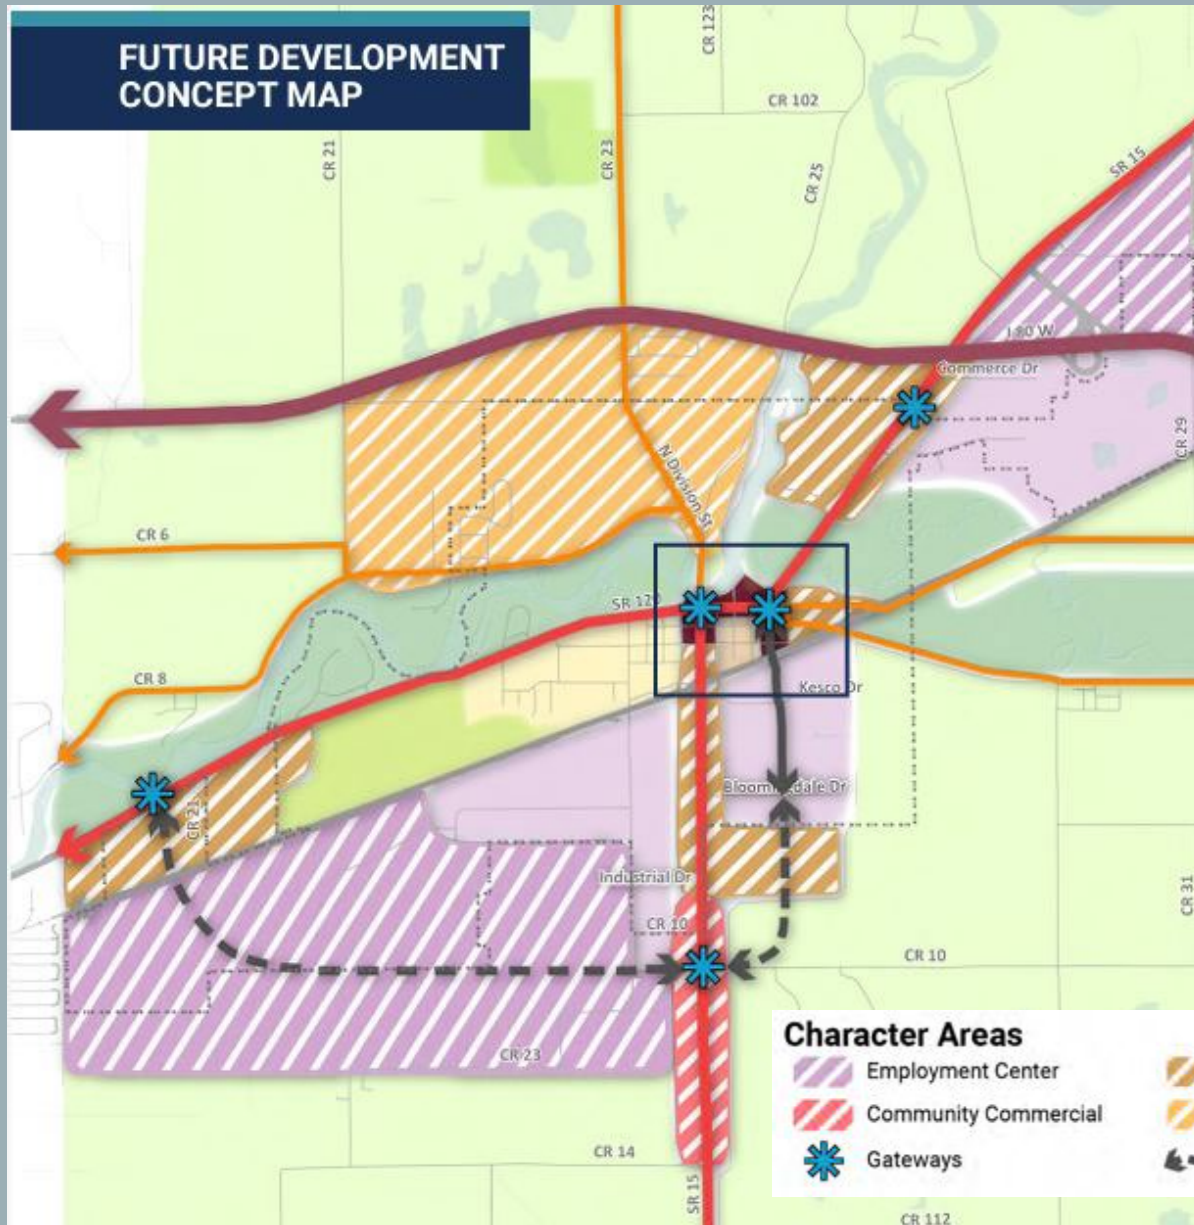 FUTURE DEVELOPMENT
CONCEPT MAP
CR 123
CR 102
CR 21
CR 23
CR 25
SR 15
I 80 W
Commerce Dr
CR 29
N Division St
CR 6
SR 120
CR 8
Kesco Dr
CR 21
Bloomingdale Dr
Industrial Dr
CR 31
CR 10
CR 10
CR 23
CR 14
SR 15
CR 112
Character Areas
Employment Center
Community Commercial
Gateways